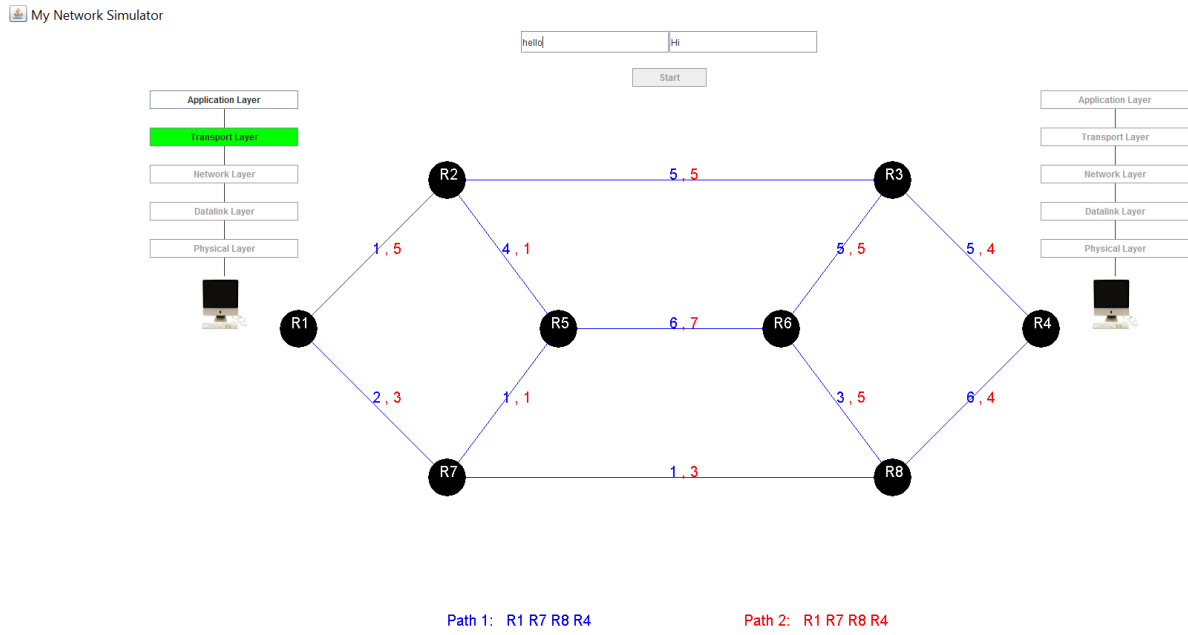 My Network Simulator
hello Hi
Start
Application Layer Application Layer
Transport Layer Transport Layer
Network Layer Network Layer
Datalink Layer Datalink Layer
Physical Layer Physical Layer
R2 5 , 5 R3
1 , 5 4 , 1 5 , 5 5 , 4
R1 R5 6 , 7 R6 R4
2 , 3 1 , 1 3 , 5 6 , 4
R7 1 , 3 R8
Path 1: R1 R7 R8 R4 Path 2: R1 R7 R8 R4